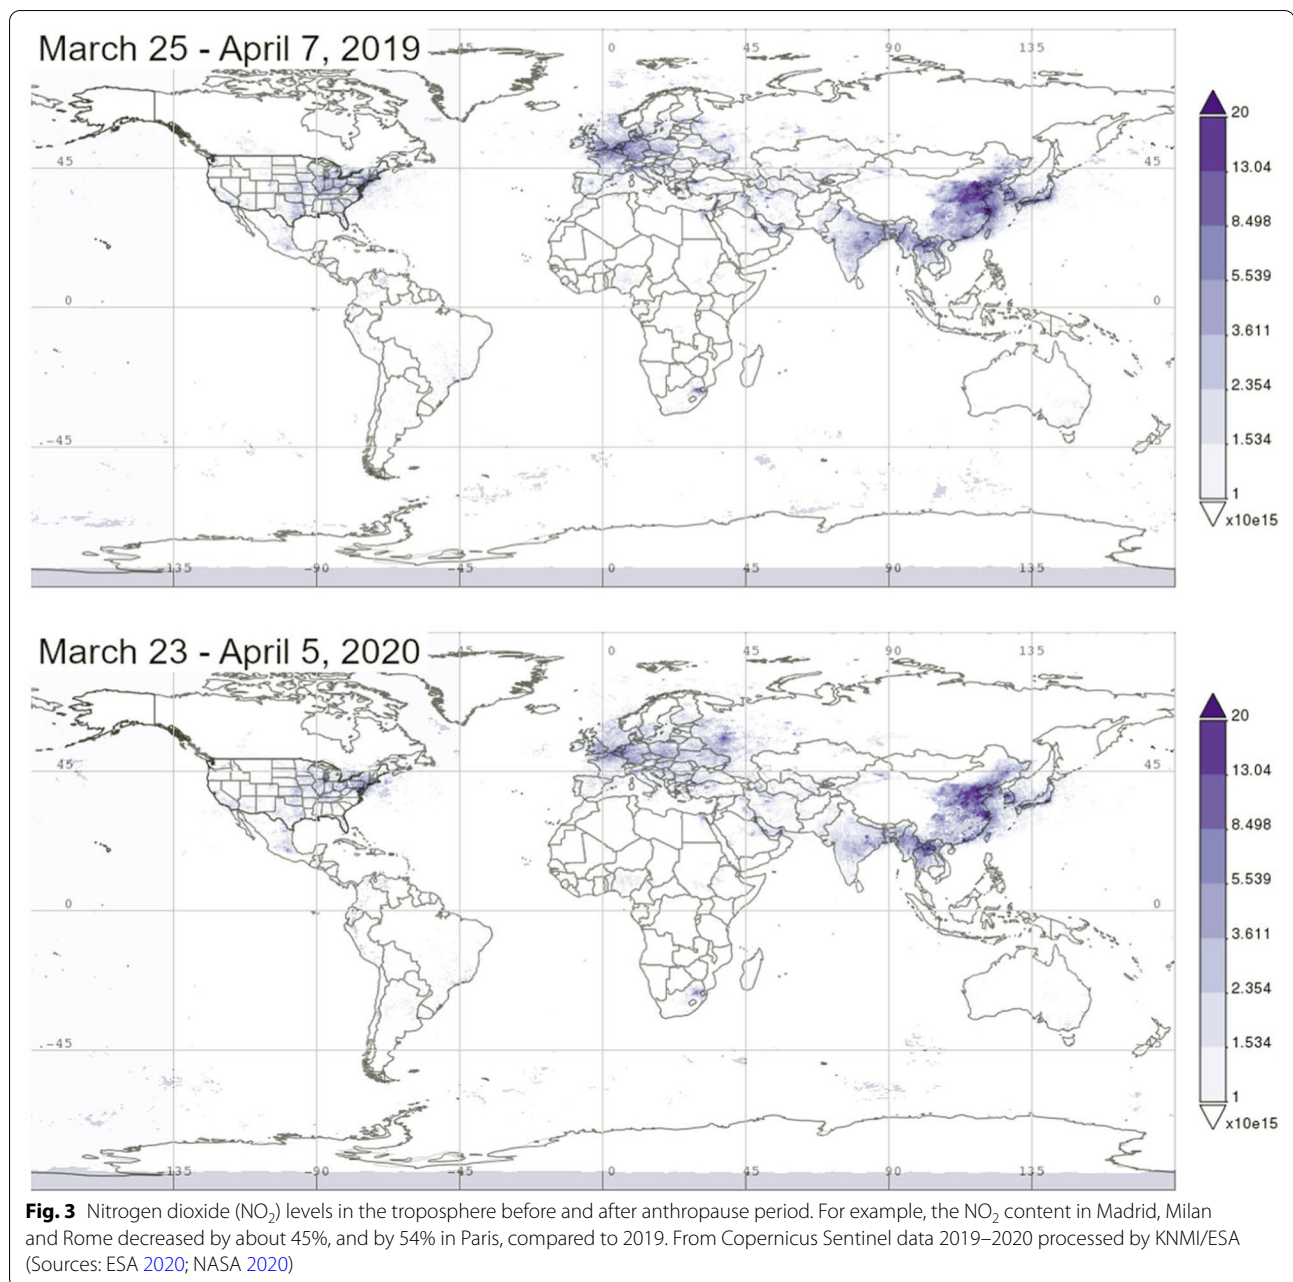 March 25 - April 7, 2019
-45 0 45 90 135
45 45
0 0
-45
-135 -90 -45 0 45 90 135
20
13.04
8.498
5.539
3.611
2.354
1.534
1
x10e15
March 23 - April 5, 2020
-45 0 45 90 135
45 45
0 0
-45
-135 -90 -45 0 45 90 135
20
13.04
8.498
5.539
3.611
2.354
1.534
1
x10e15
Fig. 3 Nitrogen dioxide (NO₂) levels in the troposphere before and after anthropause period. For example, the NO₂ content in Madrid, Milan
and Rome decreased by about 45%, and by 54% in Paris, compared to 2019. From Copernicus Sentinel data 2019–2020 processed by KNMI/ESA
(Sources: ESA 2020; NASA 2020)